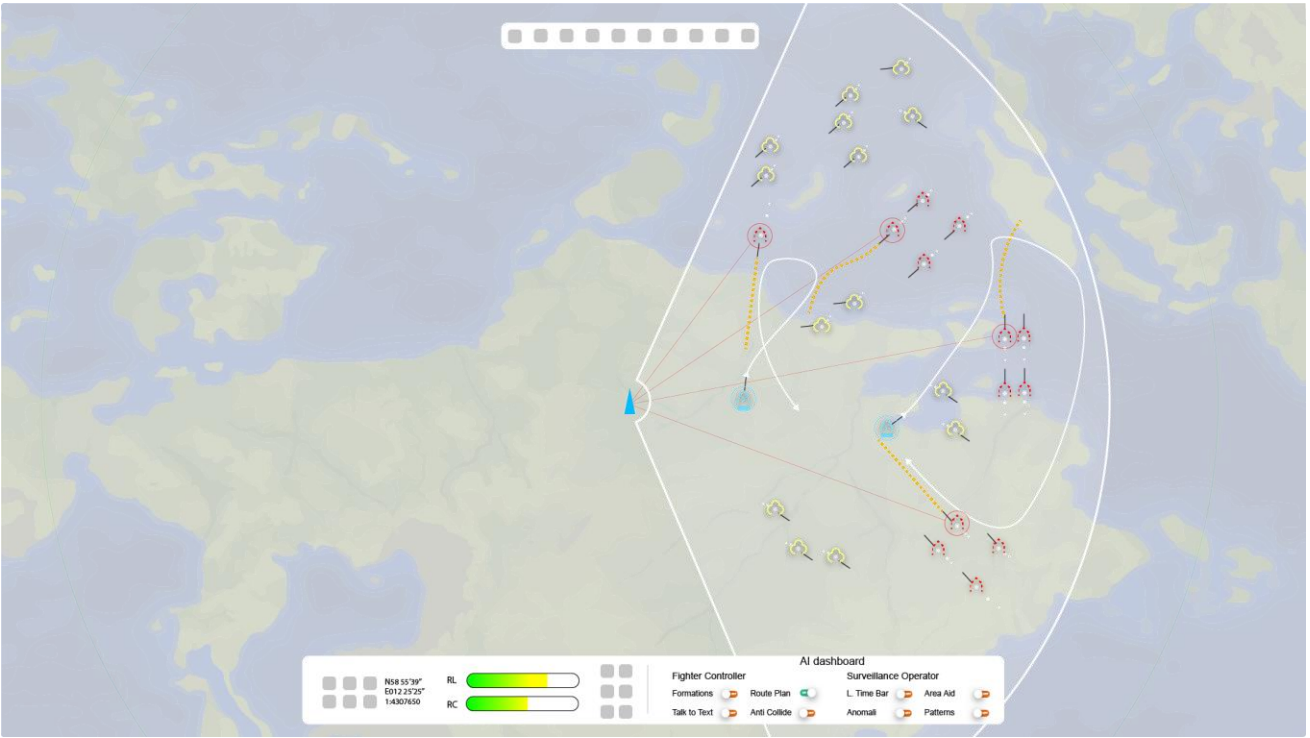 AI dashboard
N58 55'39"
E012 25'25"
1:4307650
RL
RC
Fighter Controller
Formations Route Plan
Talk to Text Anti Collide
Surveillance Operator
L. Time Bar Area Aid
Anomali Patterns